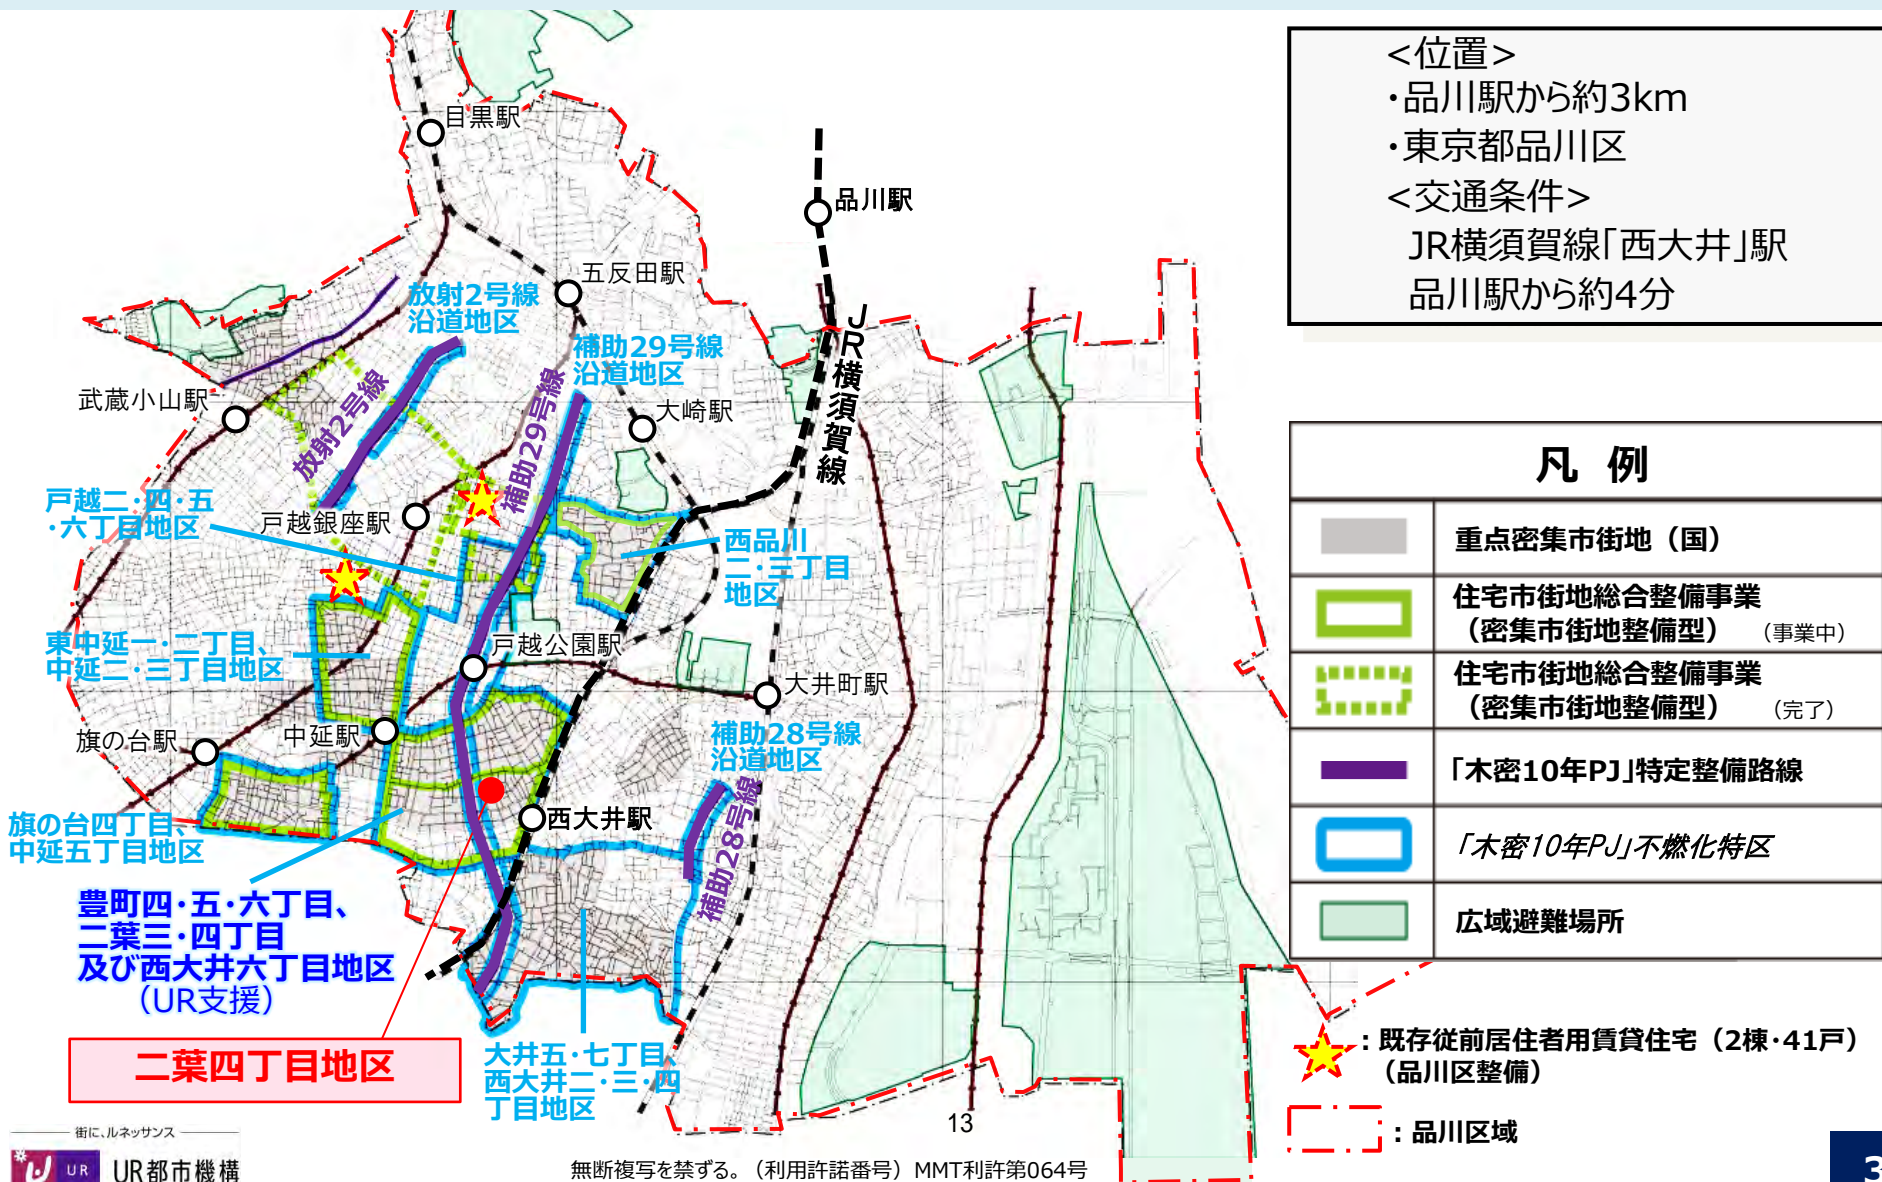 <位置>
・品川駅から約3km
・東京都品川区
<交通条件>
JR横須賀線「西大井」駅
品川駅から約4分
目黒駅
品川駅
五反田駅
放射2号線
沿道地区
補助29号線
沿道地区
JR横須賀線
武蔵小山駅
放射2号線
補助29号線
大崎駅
戸越二・四・五
・六丁目地区
戸越銀座駅
西品川
二・三丁目
地区
東中延一・二丁目、
中延二・三丁目地区
戸越公園駅
大井町駅
旗の台駅
中延駅
補助28号線
沿道地区
補助28号線
西大井駅
旗の台四丁目、
中延五丁目地区
豊町四・五・六丁目、
二葉三・四丁目
及び西大井六丁目地区
（UR支援）
二葉四丁目地区
大井五・七丁目、
西大井二・三・四
丁目地区
凡 例
重点密集市街地（国）
住宅市街地総合整備事業
（密集市街地整備型）（事業中）
住宅市街地総合整備事業
（密集市街地整備型）（完了）
「木密10年PJ」特定整備路線
「木密10年PJ」不燃化特区
広域避難場所
：既存従前居住者用賃貸住宅（2棟・41戸）
（品川区整備）
：品川区域
13
街に、ルネッサンス
UR UR都市機構
無断複写を禁ずる。（利用許諾番号）MMT利許第064号
3